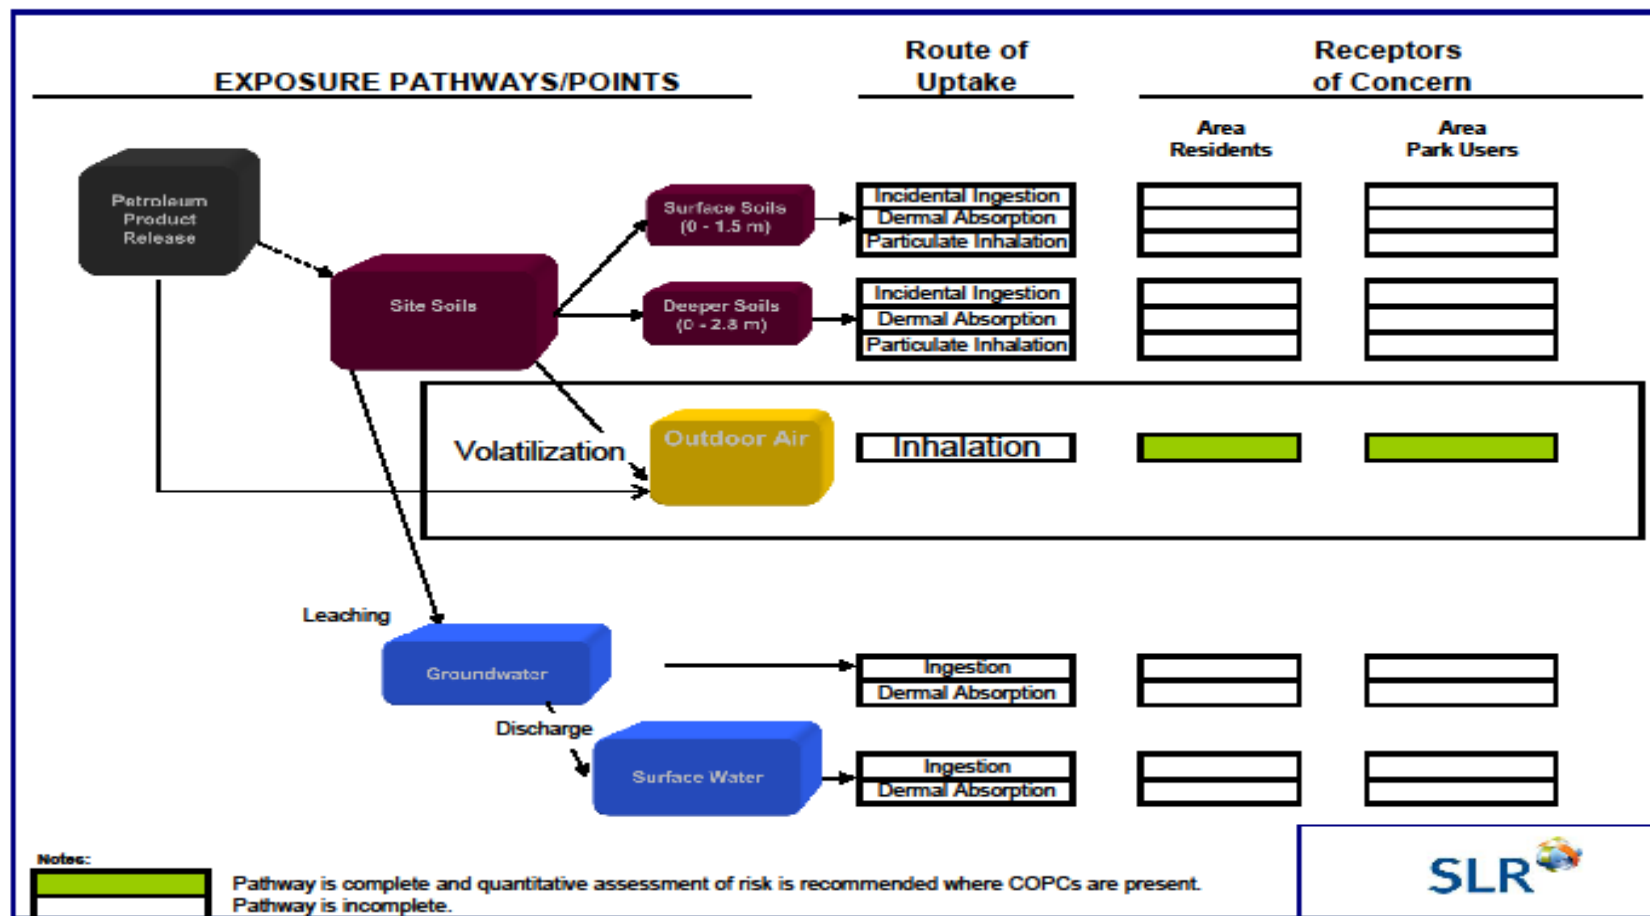 EXPOSURE PATHWAYS/POINTS
Route of
Uptake
Receptors
of Concern
Area
Residents
Area
Park Users
Petroleum
Product
Release
Site Soils
Surface Soils
(0 - 1.5 m)
Incidental Ingestion
Dermal Absorption
Particulate Inhalation
Deeper Soils
(0 - 2.8 m)
Incidental Ingestion
Dermal Absorption
Particulate Inhalation
Volatilization
Outdoor Air
Inhalation
Leaching
Groundwater
Ingestion
Dermal Absorption
Discharge
Surface Water
Ingestion
Dermal Absorption
Notes:
Pathway is complete and quantitative assessment of risk is recommended where COPCs are present.
Pathway is incomplete.
SLR